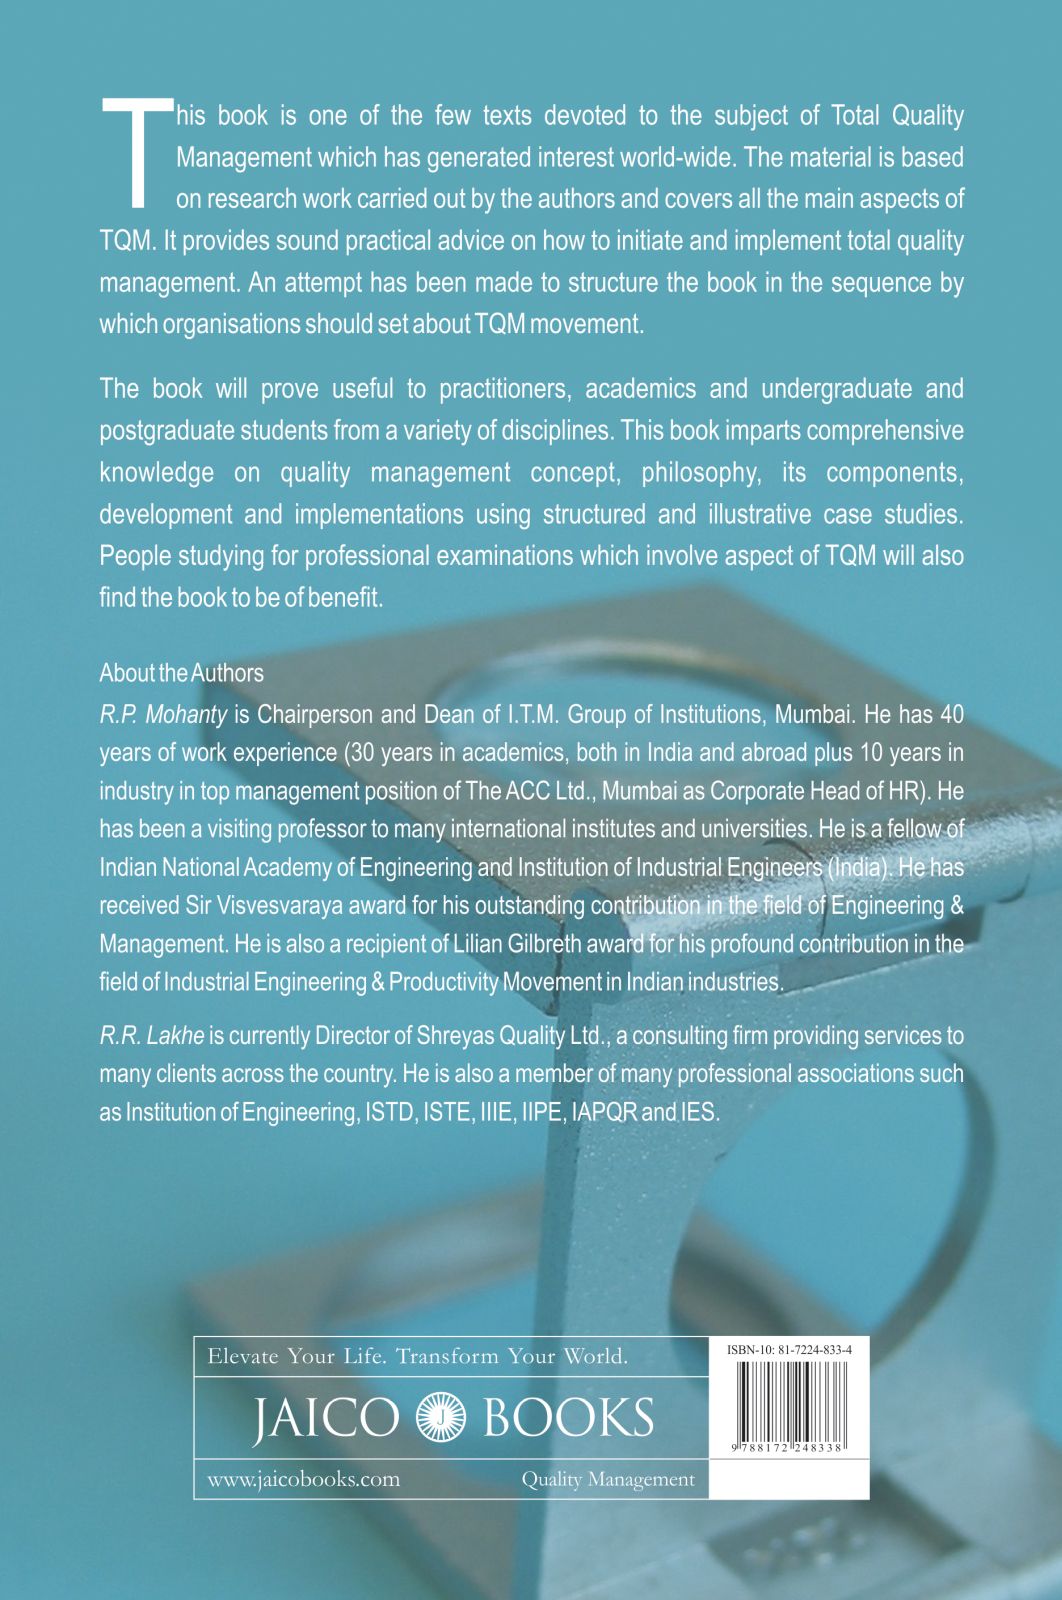 This book is one of the few texts devoted to the subject of Total Quality
Management which has generated interest world-wide. The material is based
on research work carried out by the authors and covers all the main aspects of
TQM. It provides sound practical advice on how to initiate and implement total quality
management. An attempt has been made to structure the book in the sequence by
which organisations should set about TQM movement.
The book will prove useful to practitioners, academics and undergraduate and
postgraduate students from a variety of disciplines. This book imparts comprehensive
knowledge on quality management concept, philosophy, its components,
development and implementations using structured and illustrative case studies.
People studying for professional examinations which involve aspect of TQM will also
find the book to be of benefit.
About the Authors
R.P. Mohanty is Chairperson and Dean of I.T.M. Group of Institutions, Mumbai. He has 40
years of work experience (30 years in academics, both in India and abroad plus 10 years in
industry in top management position of The ACC Ltd., Mumbai as Corporate Head of HR). He
has been a visiting professor to many international institutes and universities. He is a fellow of
Indian National Academy of Engineering and Institution of Industrial Engineers (India). He has
received Sir Visvesvaraya award for his outstanding contribution in the field of Engineering &
Management. He is also a recipient of Lilian Gilbreth award for his profound contribution in the
field of Industrial Engineering & Productivity Movement in Indian industries.
R.R. Lakhe is currently Director of Shreyas Quality Ltd., a consulting firm providing services to
many clients across the country. He is also a member of many professional associations such
as Institution of Engineering, ISTD, ISTE, IIIE, IIPE, IAPQR and IES.
Elevate Your Life. Transform Your World.
JAICO J BOOKS
www.jaicobooks.com Quality Management
ISBN-10: 81-7224-833-4
9 788172 248338